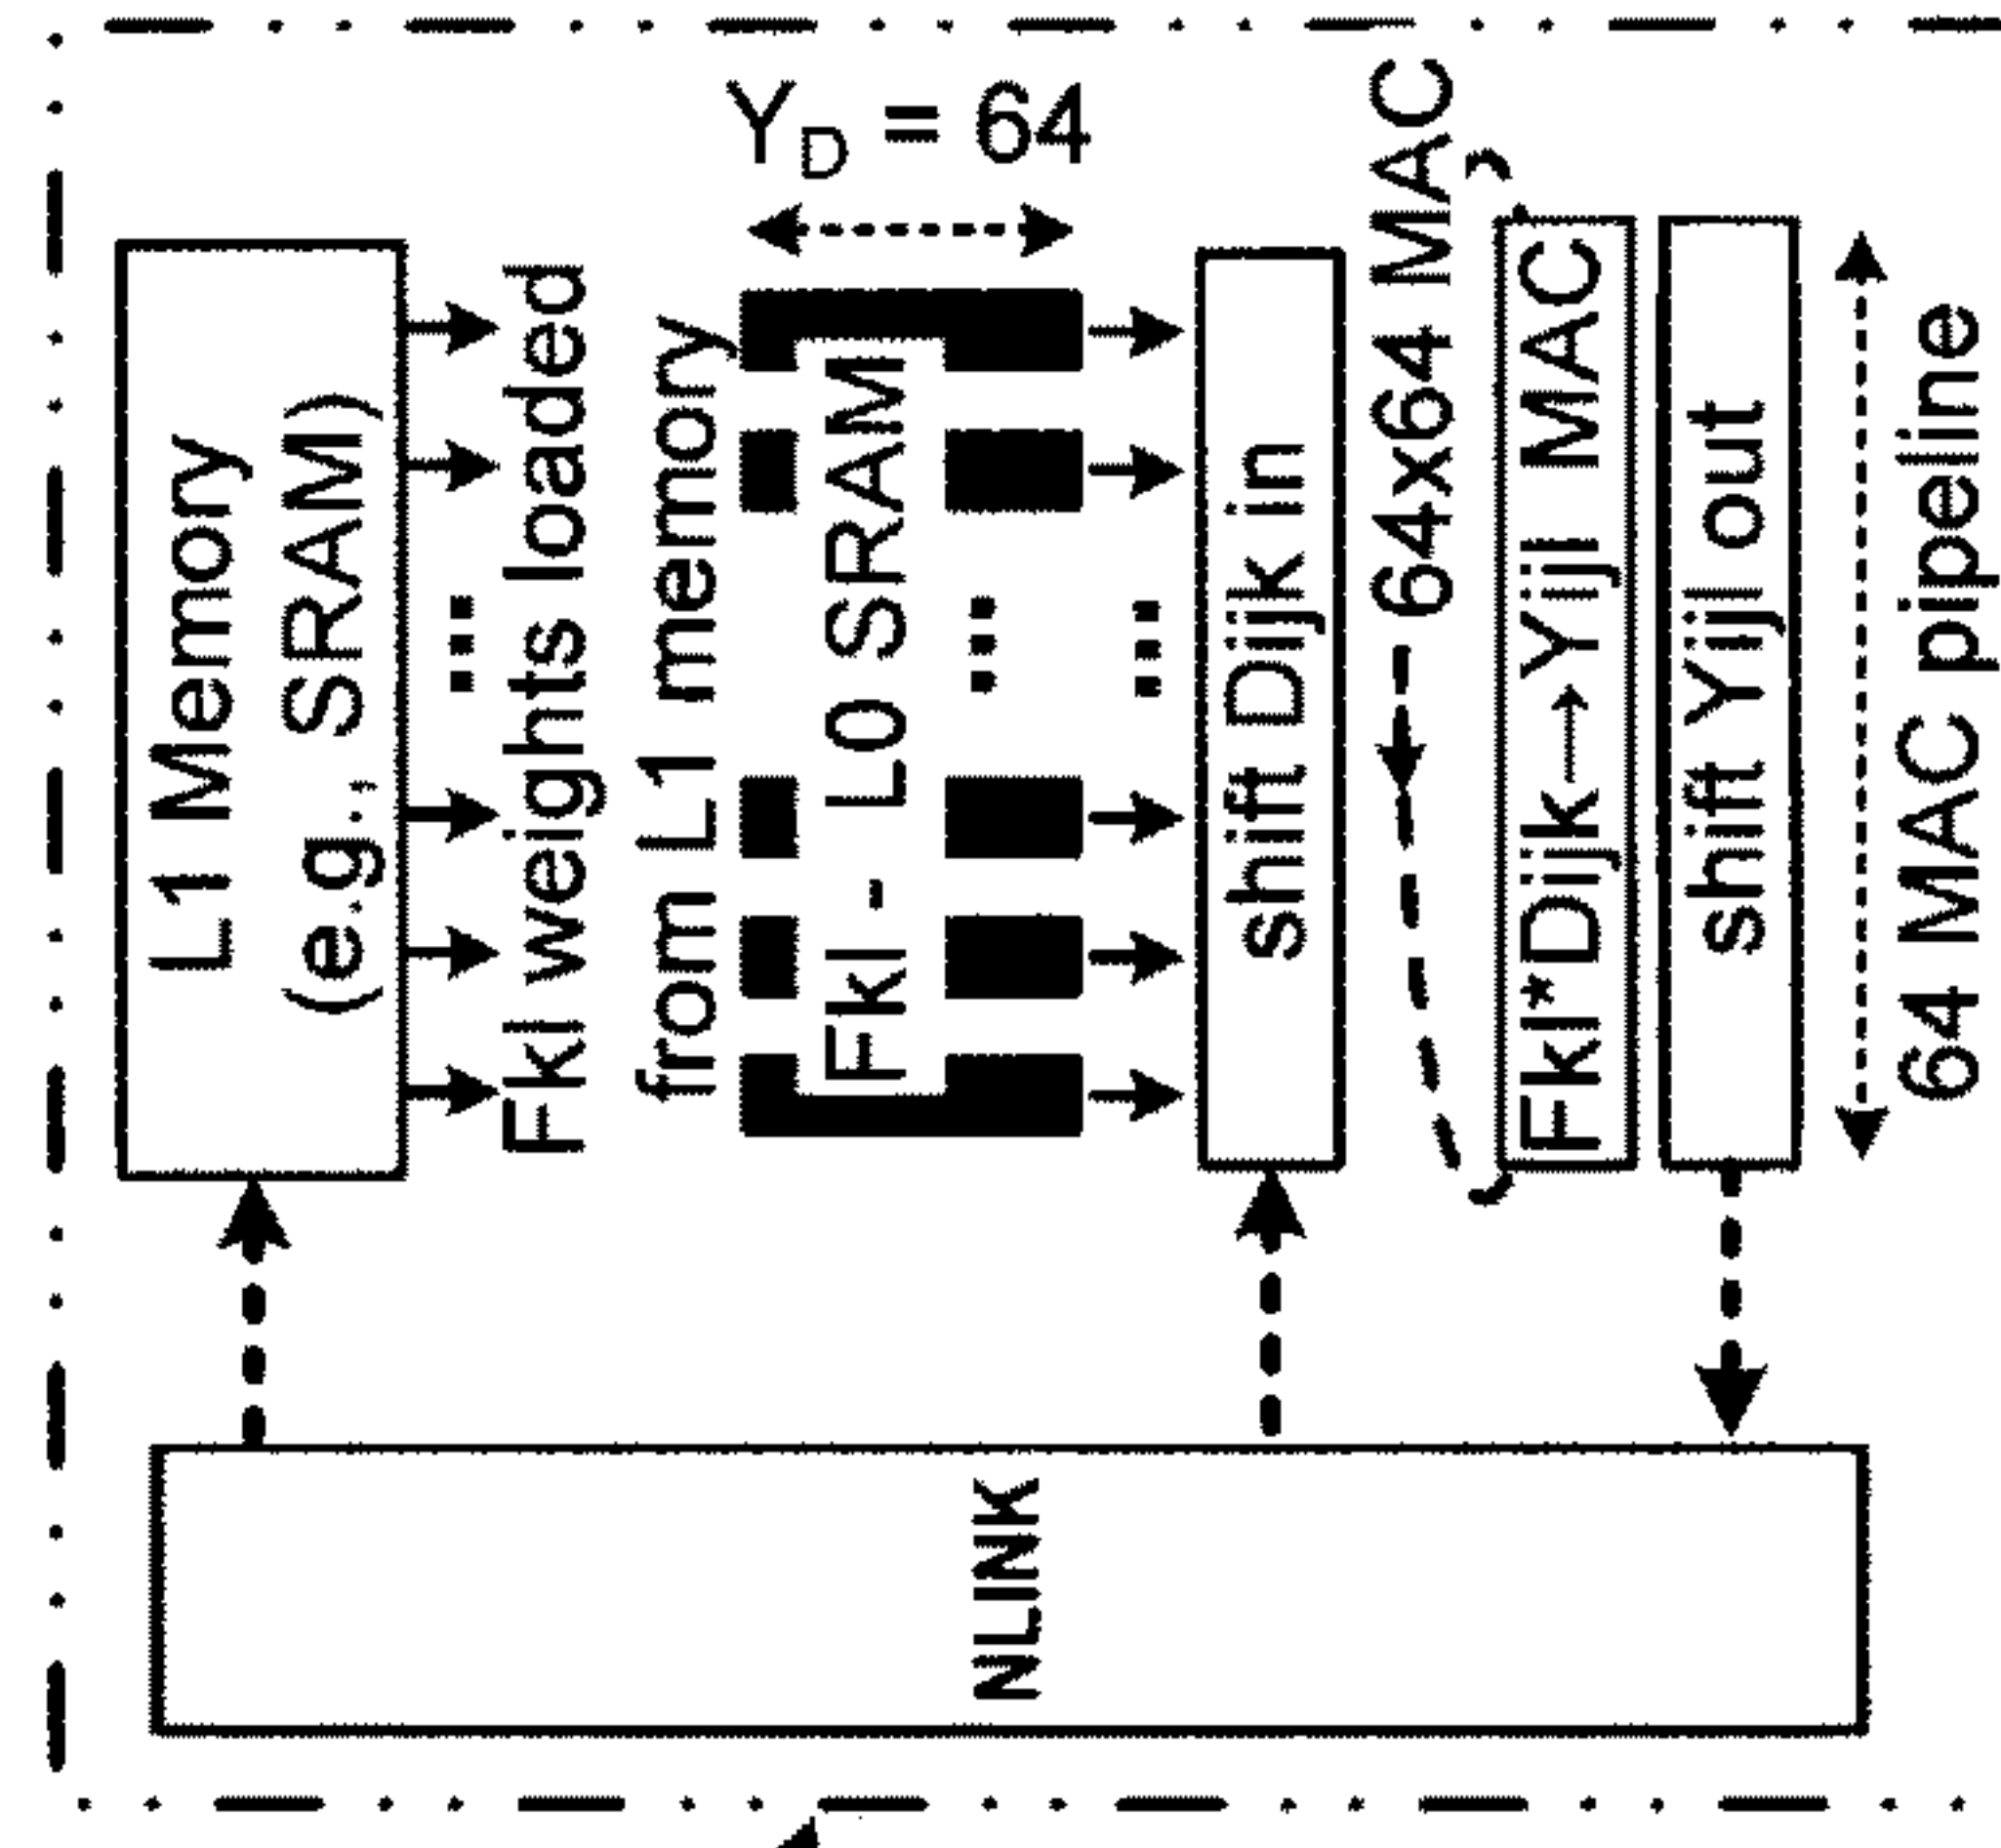 L1 Memory
(e.g., SRAM)
Fkl weights loaded
from L1 memory
Y_D = 64
Fkl - L0 SRAM
shift Dijk in
64x64 MAC
Fkl*Dijk⟷Yijl MAC
shift Yijl out
64 MAC pipeline
NLINK